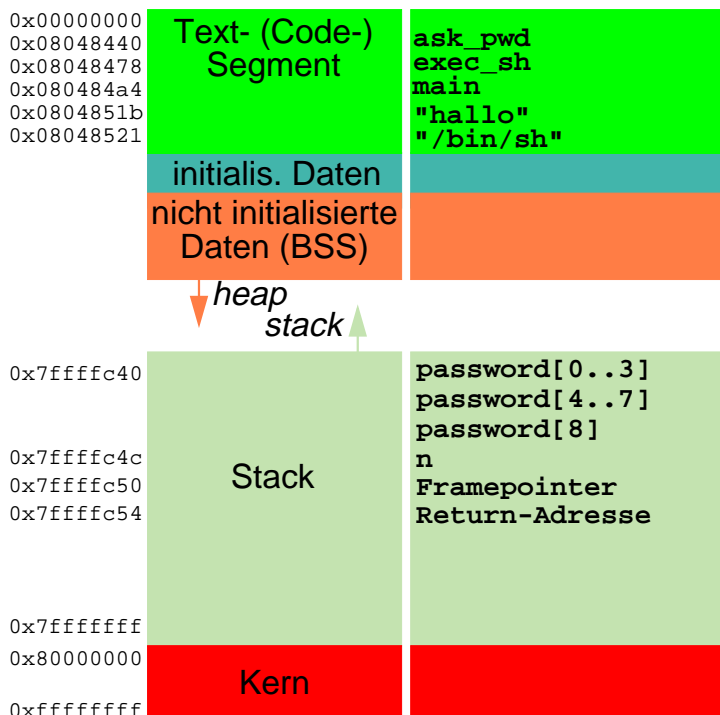 0x00000000
0x08048440
0x08048478
0x080484a4
0x0804851b
0x08048521
Text- (Code-)
Segment
ask_pwd
exec_sh
main
"hallo"
"/bin/sh"
initialis. Daten
nicht initialisierte
Daten (BSS)
heap
stack
0x7ffffc40
0x7ffffc4c
0x7ffffc50
0x7ffffc54
0x7fffffff
Stack
password[0..3]
password[4..7]
password[8]
n
Framepointer
Return-Adresse
0x80000000
0xffffffff
Kern